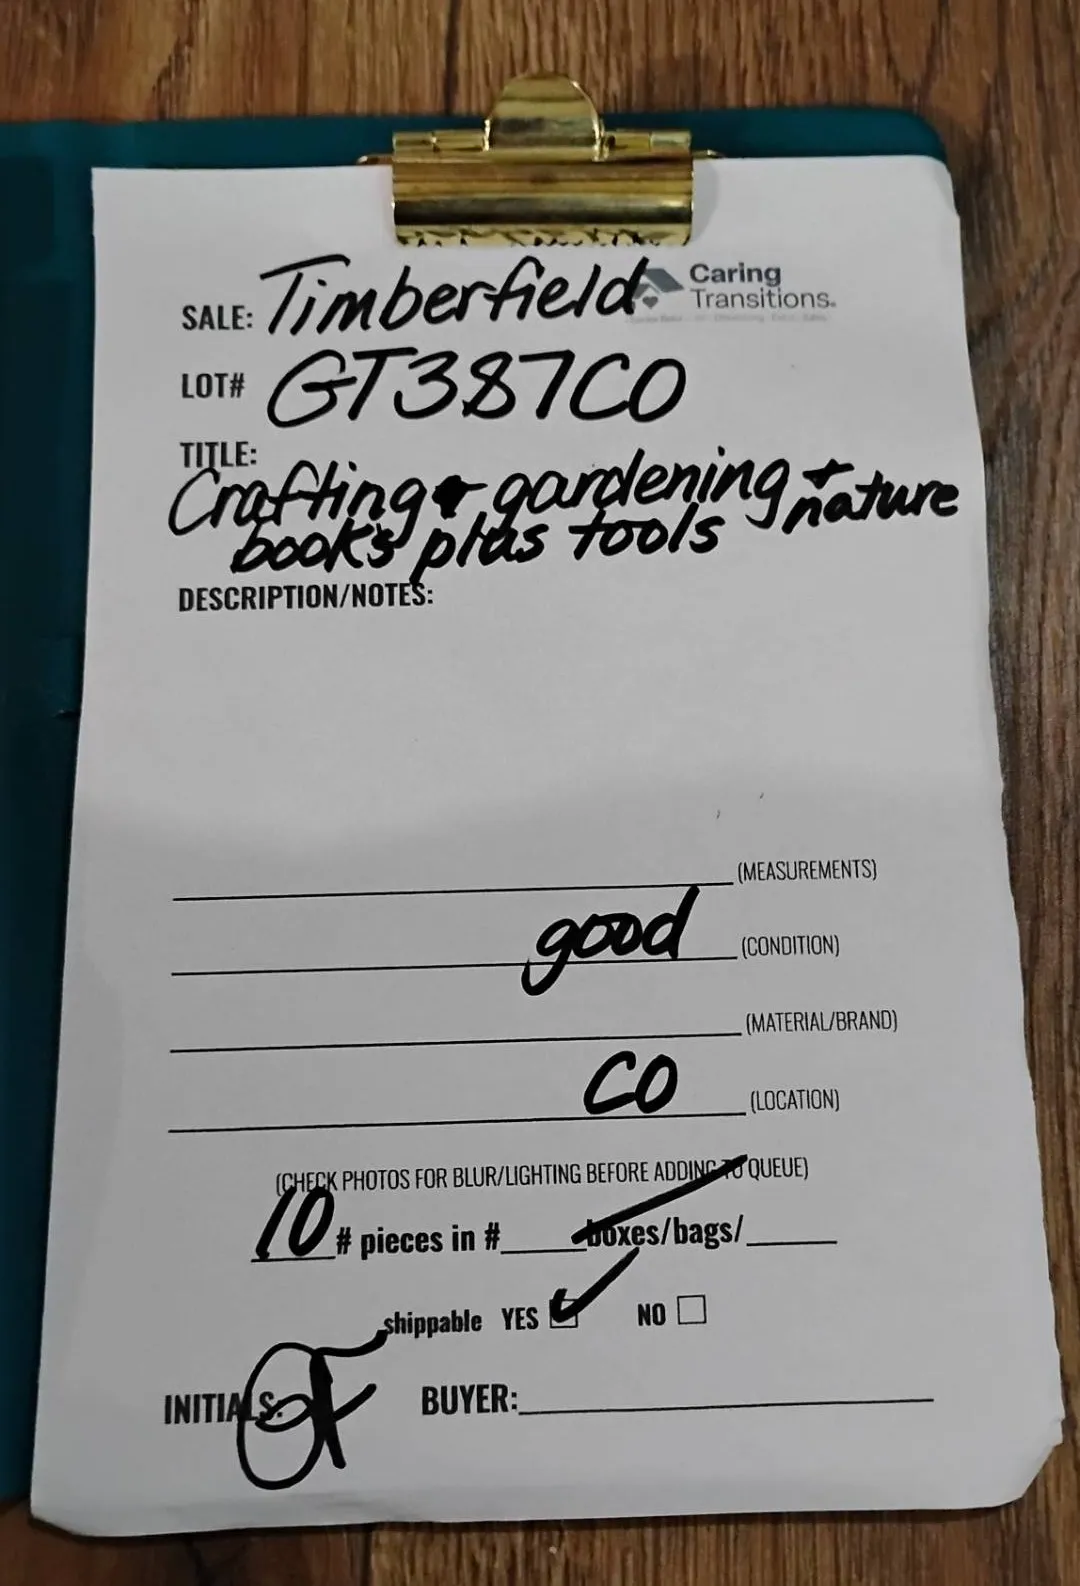 SALE: Timberfield
Caring
Transitions.
LOT# GT387CO
TITLE:
Crafting + gardening + nature
books plus tools
DESCRIPTION/NOTES:
(MEASUREMENTS)
good (CONDITION)
(MATERIAL/BRAND)
CO (LOCATION)
(CHECK PHOTOS FOR BLUR/LIGHTING BEFORE ADDING TO QUEUE)
10 # pieces in # boxes/bags/
shippable YES NO
INITIALS: BUYER: